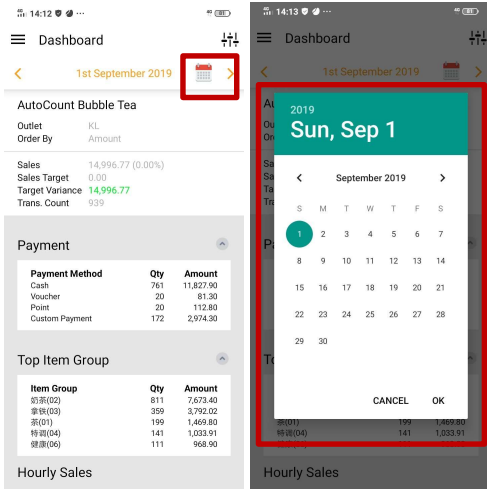 14:12
Dashboard
1st September 2019
AutoCount Bubble Tea
Outlet KL
Order By Amount
Sales 14,996.77 (0.00%)
Sales Target 0.00
Target Variance 14,996.77
Trans. Count 939
Payment
Payment Method Qty Amount
Cash 761 11,827.90
Voucher 20 81.30
Point 20 112.80
Custom Payment 172 2,974.30
Top Item Group
Item Group Qty Amount
奶茶(02) 811 7,673.40
拿铁(03) 359 3,792.02
茶(01) 199 1,469.80
特调(04) 141 1,033.91
健康(06) 111 968.90
Hourly Sales
14:13
Dashboard
1st September 2019
2019
Sun, Sep 1
September 2019
S M T W T F S
1 2 3 4 5 6 7
8 9 10 11 12 13 14
15 16 17 18 19 20 21
22 23 24 25 26 27 28
29 30
CANCEL OK
茶(01) 199 1,469.80
特调(04) 141 1,033.91
Hourly Sales